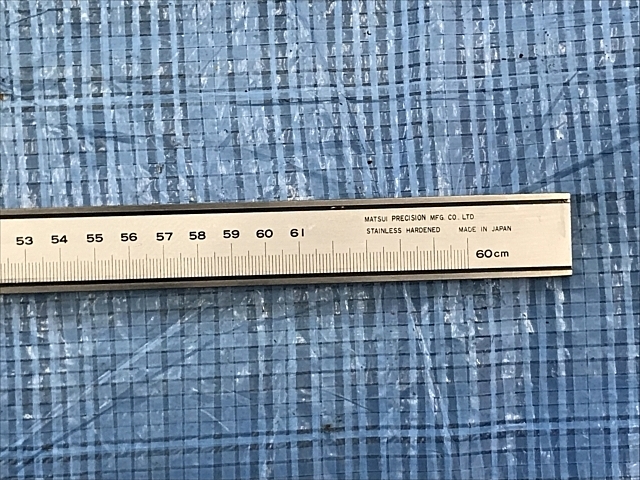 53 54 55 56 57 58 59 60 61
MATSUI PRECISION MFG. CO. LTD
STAINLESS HARDENED MADE IN JAPAN
60cm